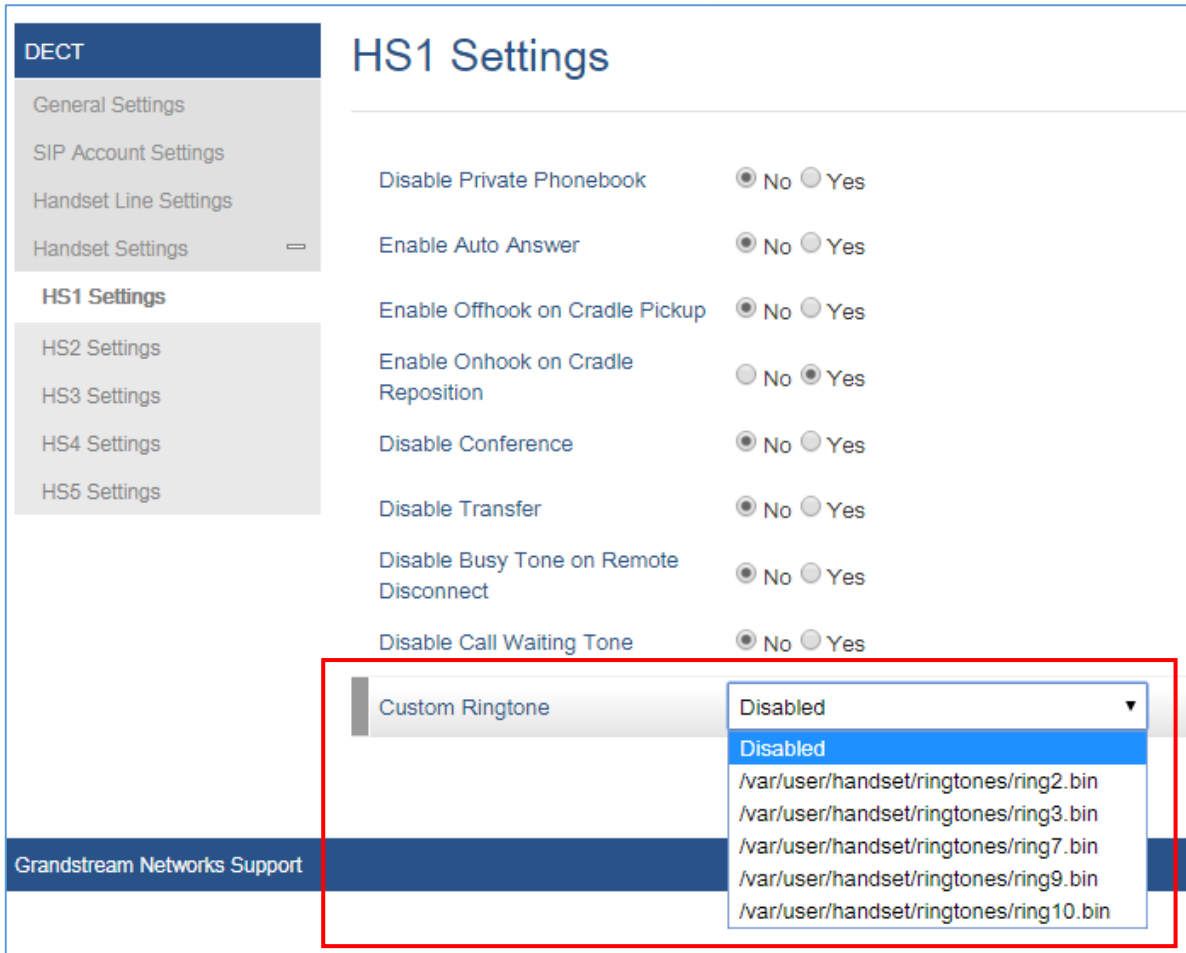 DECT
General Settings
SIP Account Settings
Handset Line Settings
Handset Settings
HS1 Settings
HS2 Settings
HS3 Settings
HS4 Settings
HS5 Settings
HS1 Settings
Disable Private Phonebook No Yes
Enable Auto Answer No Yes
Enable Offhook on Cradle Pickup No Yes
Enable Onhook on Cradle
Reposition No Yes
Disable Conference No Yes
Disable Transfer No Yes
Disable Busy Tone on Remote
Disconnect No Yes
Disable Call Waiting Tone No Yes
Custom Ringtone Disabled
Disabled
/var/user/handset/ringtones/ring2.bin
/var/user/handset/ringtones/ring3.bin
/var/user/handset/ringtones/ring7.bin
/var/user/handset/ringtones/ring9.bin
/var/user/handset/ringtones/ring10.bin
Grandstream Networks Support